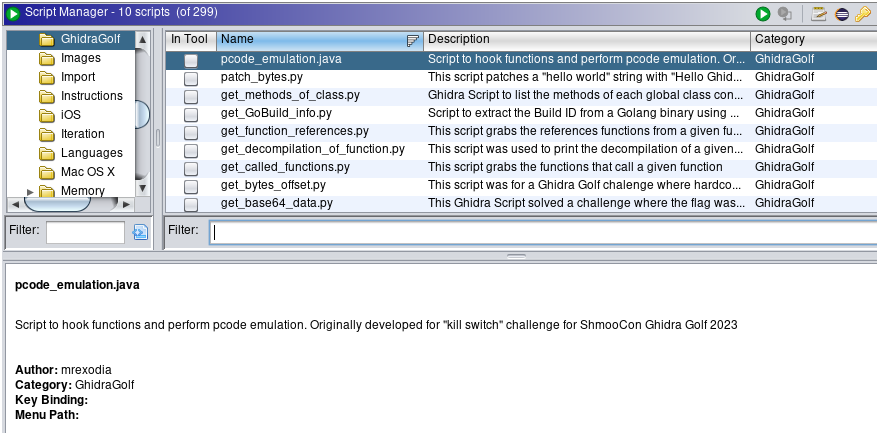 Script Manager - 10 scripts (of 299)
GhidraGolf
Images
Import
Instructions
iOS
Iteration
Languages
Mac OS X
Memory
Filter:
In Tool Name Description Category
pcode_emulation.java Script to hook functions and perform pcode emulation. Or... GhidraGolf
patch_bytes.py This script patches a "hello world" string with "Hello Ghid... GhidraGolf
get_methods_of_class.py Ghidra Script to list the methods of each global class con... GhidraGolf
get_GoBuild_info.py Script to extract the Build ID from a Golang binary using ... GhidraGolf
get_function_references.py This script grabs the references functions from a given fu... GhidraGolf
get_decompilation_of_function.py This script was used to print the decompilation of a given... GhidraGolf
get_called_functions.py This script grabs the functions that call a given function GhidraGolf
get_bytes_offset.py This script was for a Ghidra Golf chalenge where hardco... GhidraGolf
get_base64_data.py This Ghidra Script solved a challenge where the flag was... GhidraGolf
Filter:
pcode_emulation.java
Script to hook functions and perform pcode emulation. Originally developed for "kill switch" challenge for ShmooCon Ghidra Golf 2023
Author: mrexodia
Category: GhidraGolf
Key Binding:
Menu Path: